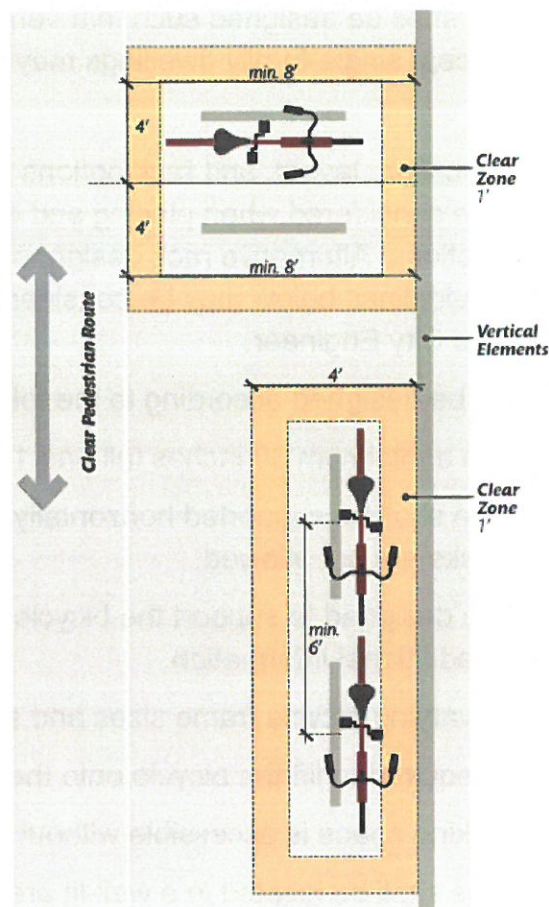 min. 8'
4'
4'
min. 8'
Clear
Zone
1'
Clear Pedestrian Route
Vertical
Elements
4'
Clear
Zone
1'
min.
6'